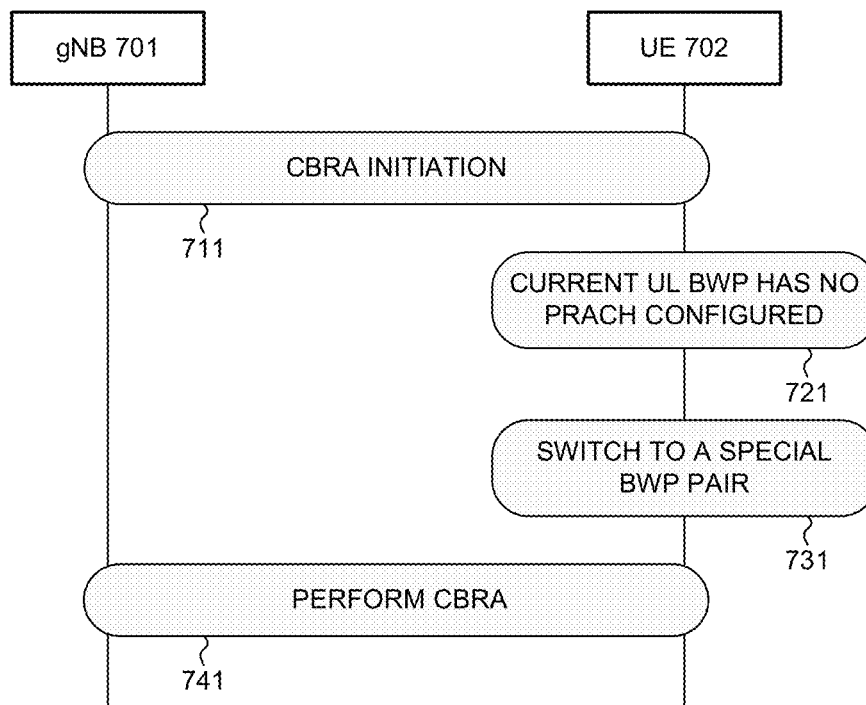 gNB 701
UE 702
CBRA INITIATION
711
CURRENT UL BWP HAS NO
PRACH CONFIGURED
721
SWITCH TO A SPECIAL
BWP PAIR
731
PERFORM CBRA
741